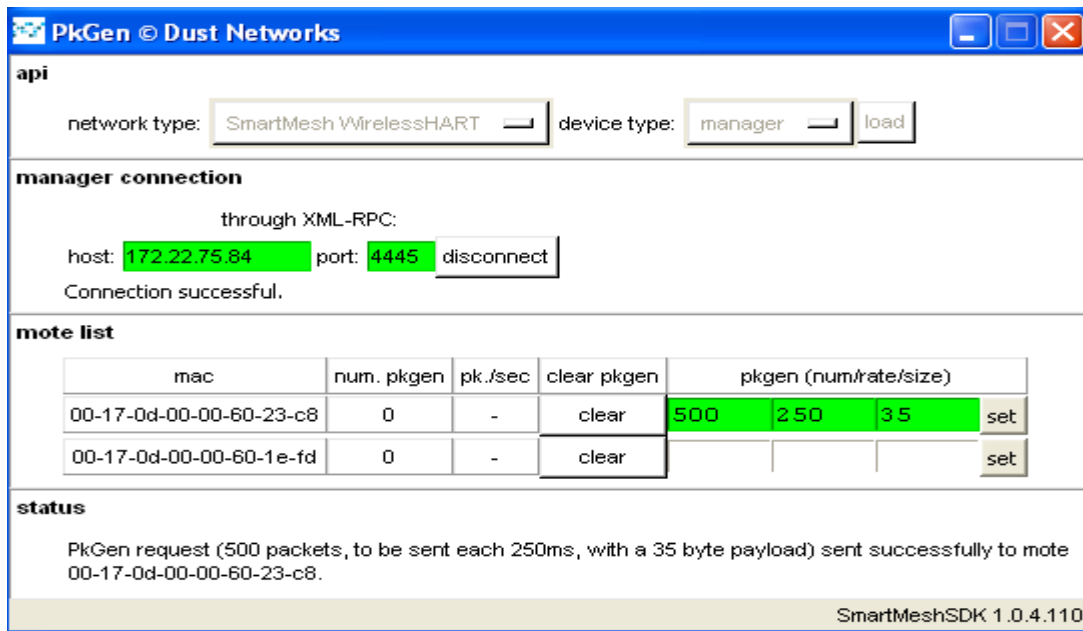 PkGen © Dust Networks
api
network type: SmartMesh WirelessHART device type: manager load
manager connection
through XML-RPC:
host: 172.22.75.84 port: 4445 disconnect
Connection successful.
mote list
mac num. pkgen pk./sec clear pkgen pkgen (num/rate/size)
00-17-0d-00-00-60-23-c8 0 - clear 500 250 35 set
00-17-0d-00-00-60-1e-fd 0 - clear set
status
PkGen request (500 packets, to be sent each 250ms, with a 35 byte payload) sent successfully to mote
00-17-0d-00-00-60-23-c8.
SmartMeshSDK 1.0.4.110